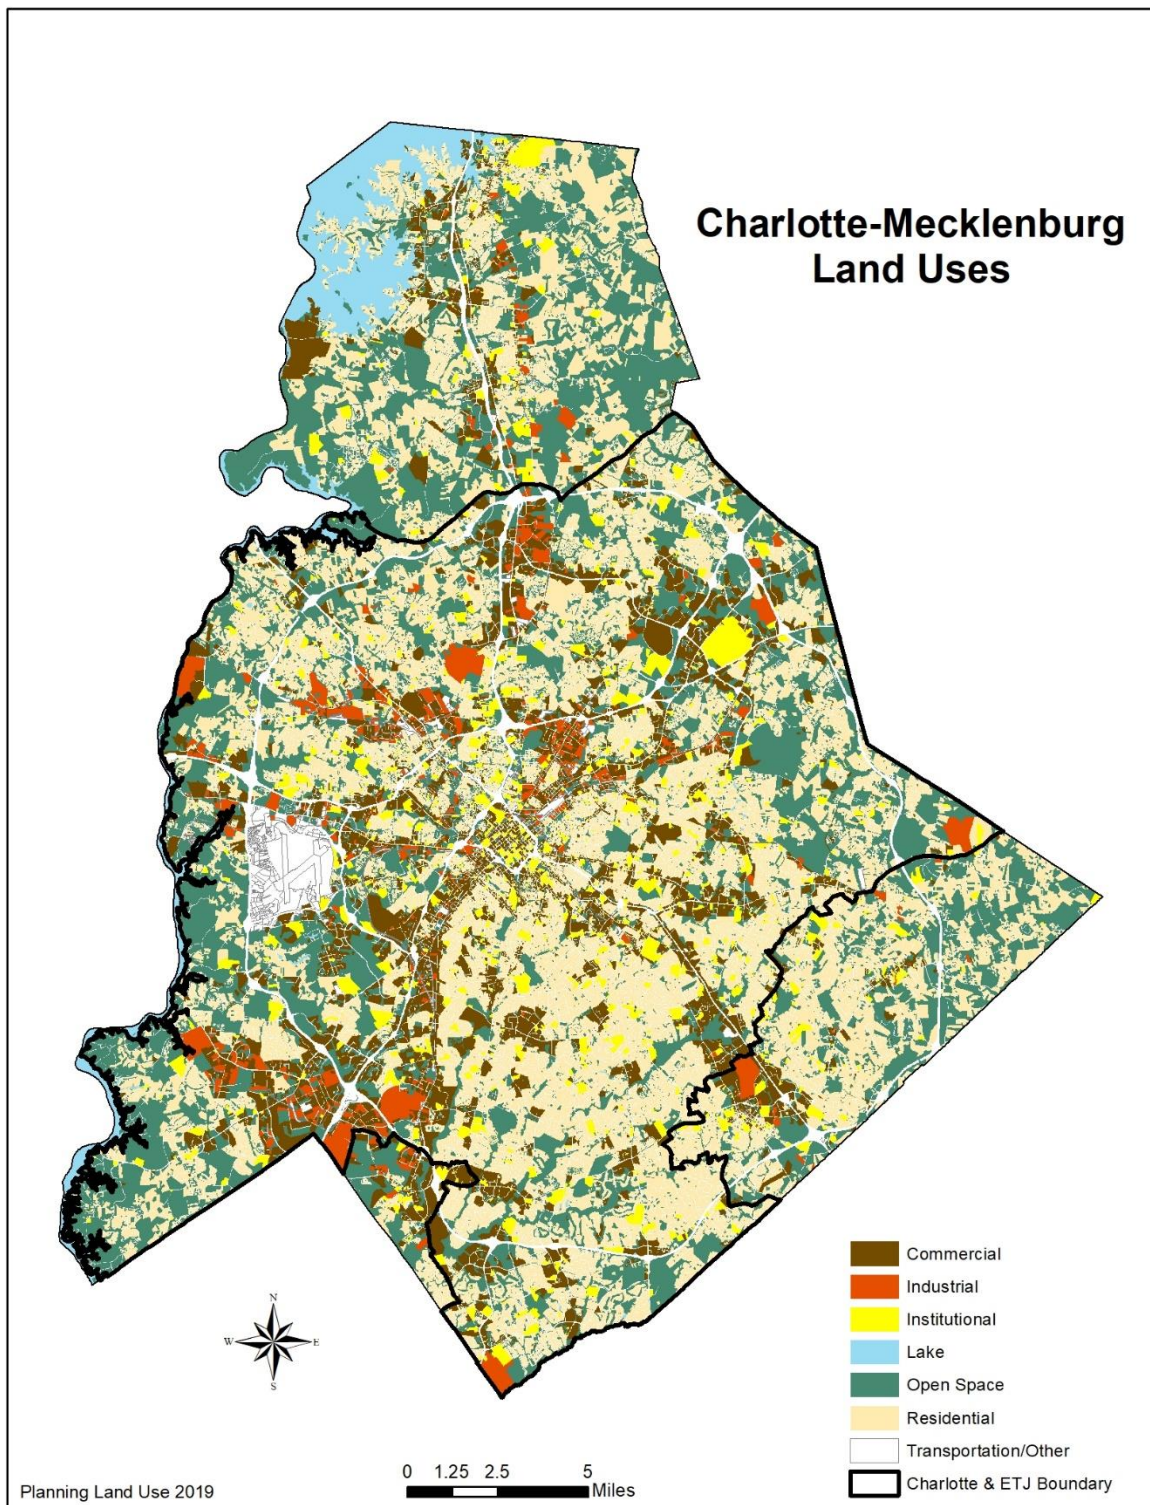 Charlotte-Mecklenburg
Land Uses
Commercial
Industrial
Institutional
Lake
Open Space
Residential
Transportation/Other
Charlotte & ETJ Boundary
N
W E
S
0 1.25 2.5 5
Miles
Planning Land Use 2019